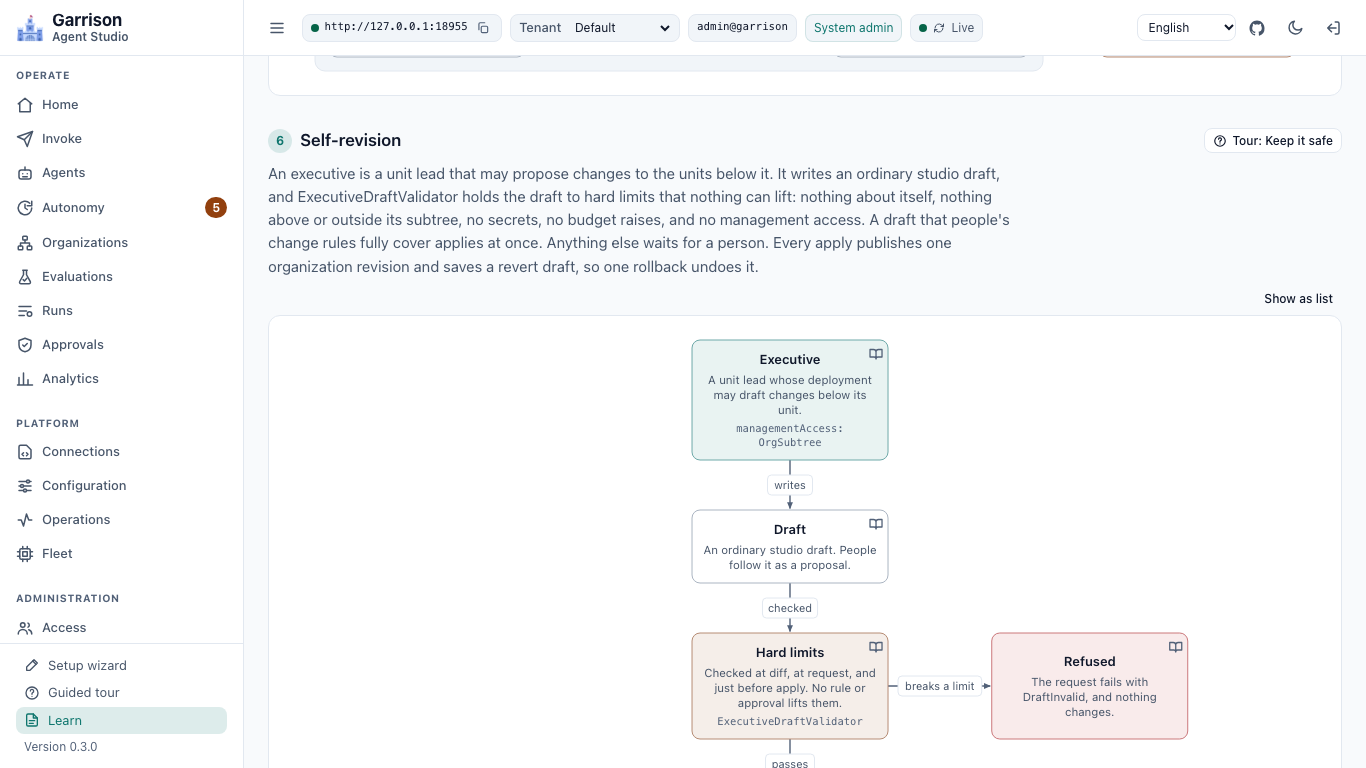 Garrison
Agent Studio
http://127.0.0.1:18955
Tenant Default
admin@garrison
System admin
Live
English
OPERATE
Home
Invoke
Agents
Autonomy 5
Organizations
Evaluations
Runs
Approvals
Analytics
PLATFORM
Connections
Configuration
Operations
Fleet
ADMINISTRATION
Access
Setup wizard
Guided tour
Learn
Version 0.3.0
6 Self-revision
Tour: Keep it safe
An executive is a unit lead that may propose changes to the units below it. It writes an ordinary studio draft,
and ExecutiveDraftValidator holds the draft to hard limits that nothing can lift: nothing about itself, nothing
above or outside its subtree, no secrets, no budget raises, and no management access. A draft that people's
change rules fully cover applies at once. Anything else waits for a person. Every apply publishes one
organization revision and saves a revert draft, so one rollback undoes it.
Show as list
Executive
A unit lead whose deployment
may draft changes below its
unit.
managementAccess:
OrgSubtree
writes
Draft
An ordinary studio draft. People
follow it as a proposal.
checked
Hard limits
Checked at diff, at request, and
just before apply. No rule or
approval lifts them.
ExecutiveDraftValidator
breaks a limit
Refused
The request fails with
DraftInvalid, and nothing
changes.
passes